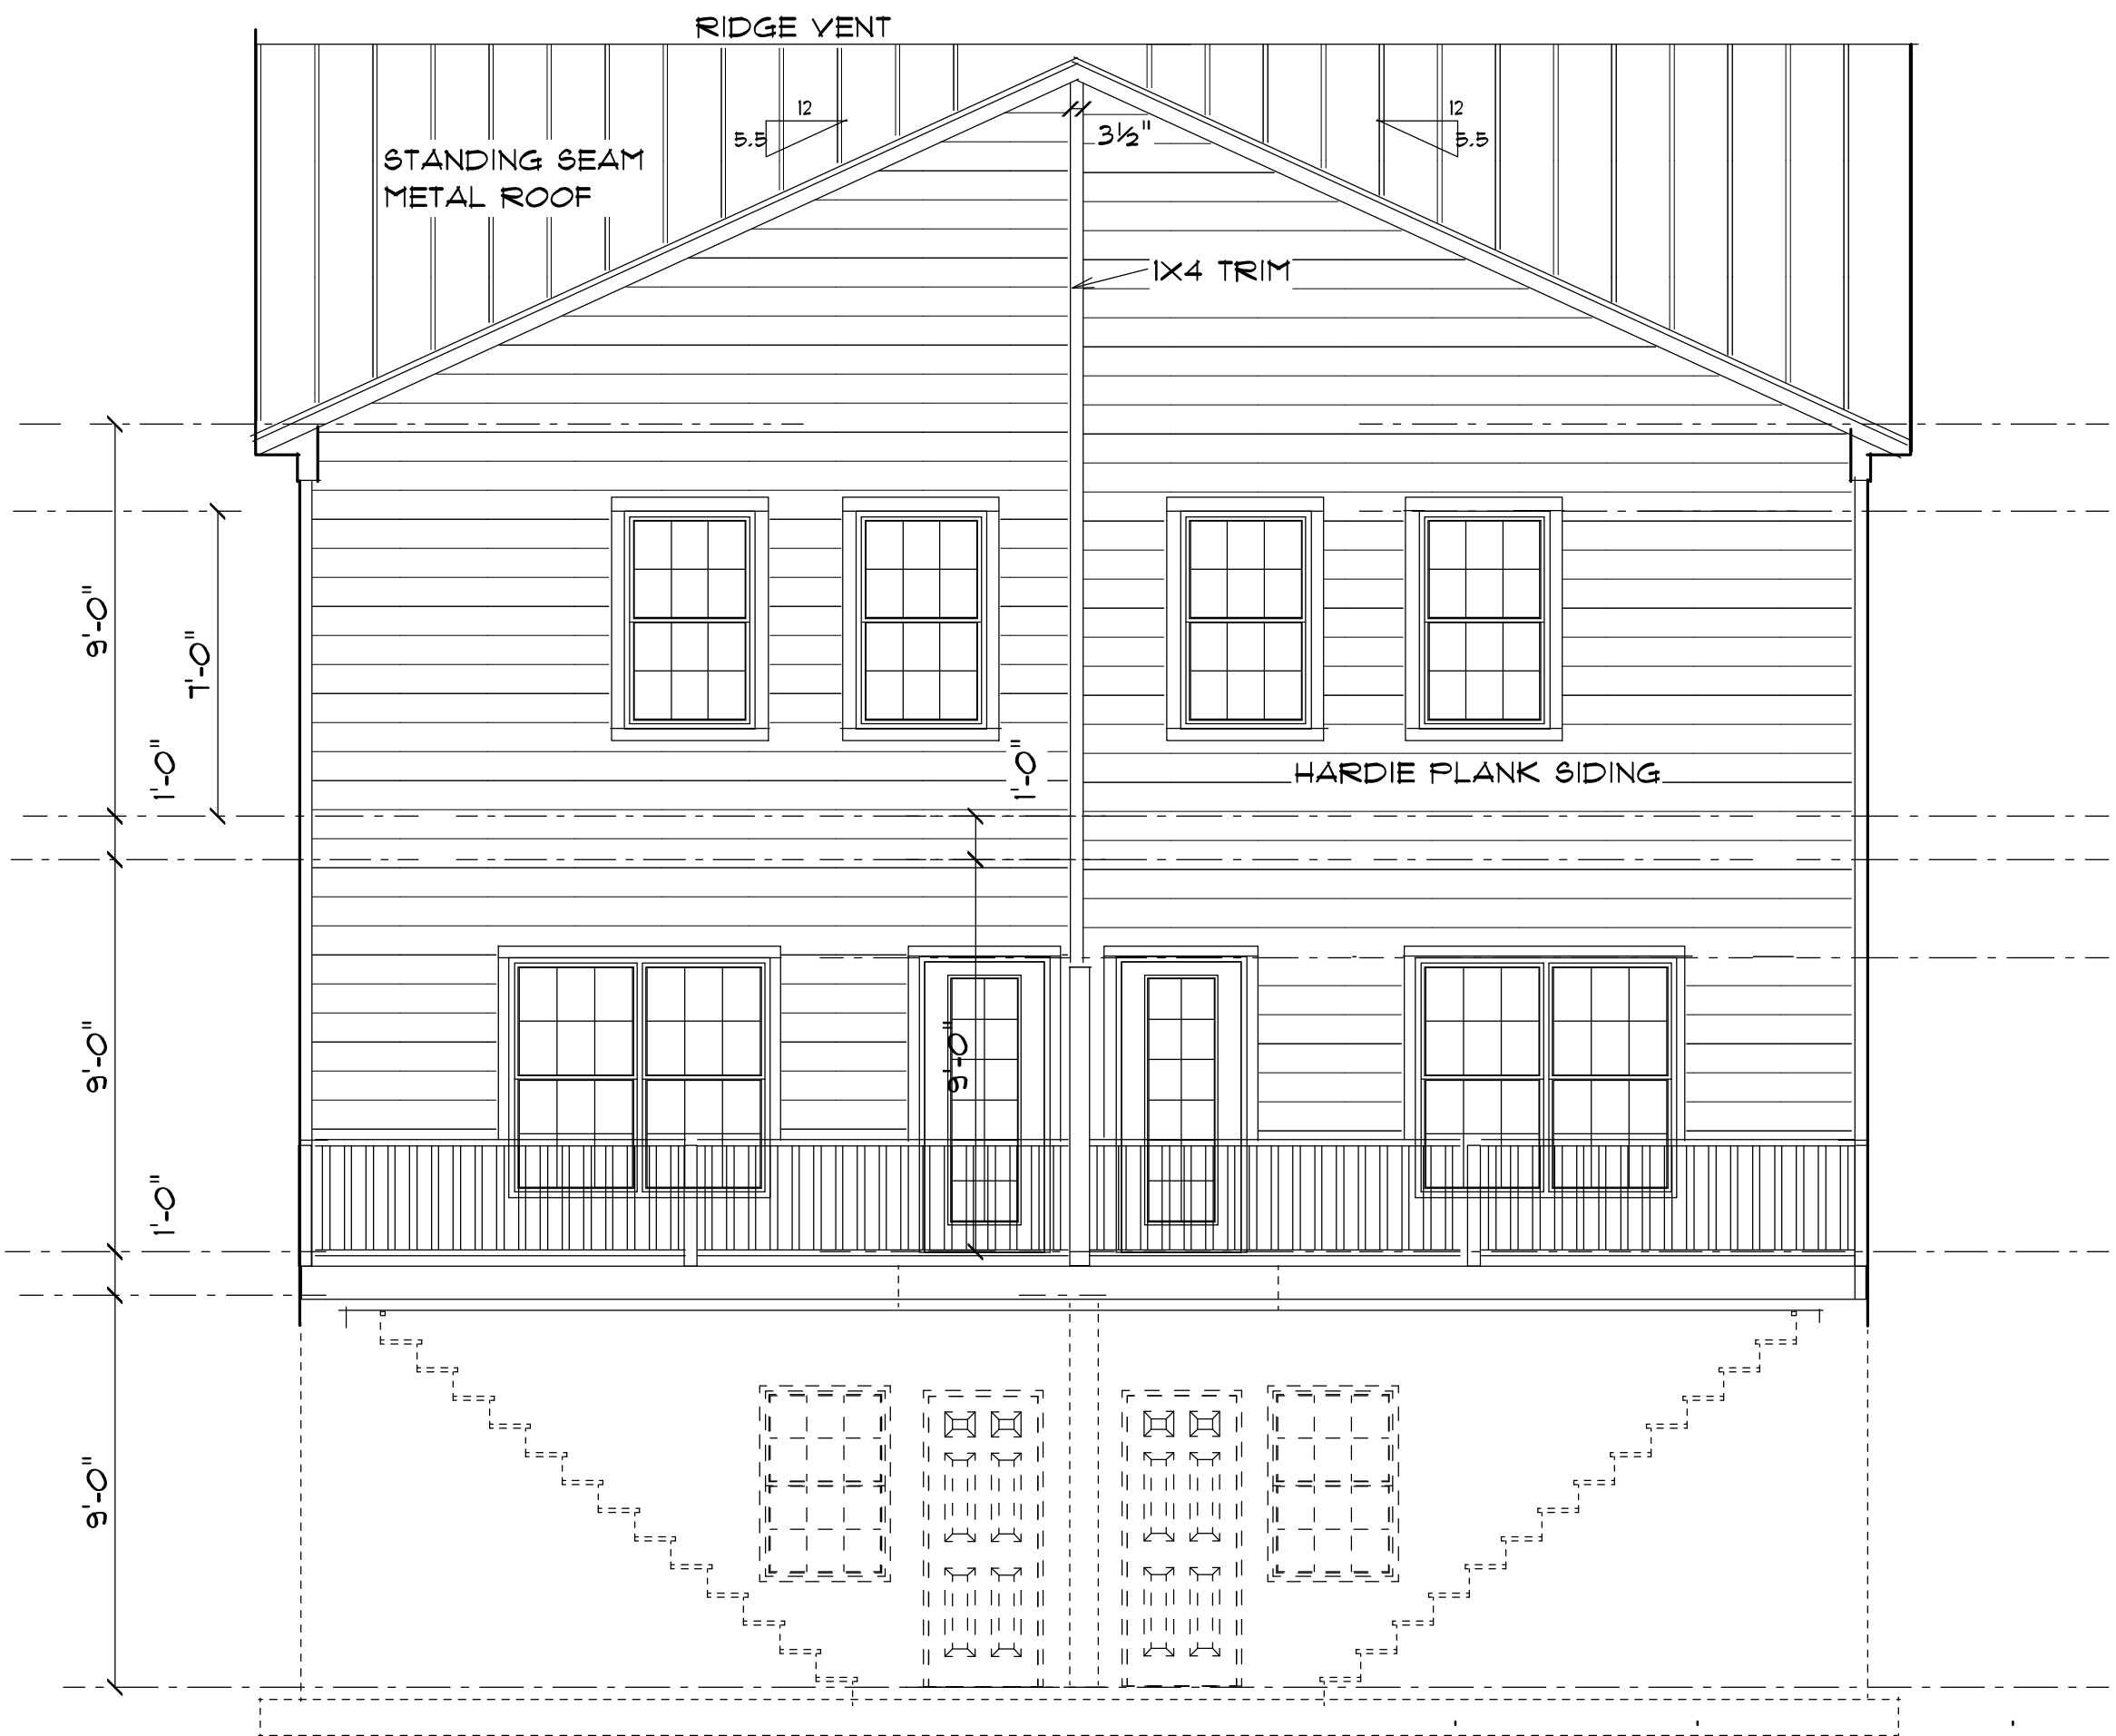 RIDGE VENT
12
5.5
12
5.5
3½"
STANDING SEAM
METAL ROOF
1X4 TRIM
9'-0"
7'-0"
1'-0"
1'-0"
HARDIE PLANK SIDING
9'-0"
9'-0"
1'-0"
9'-0"